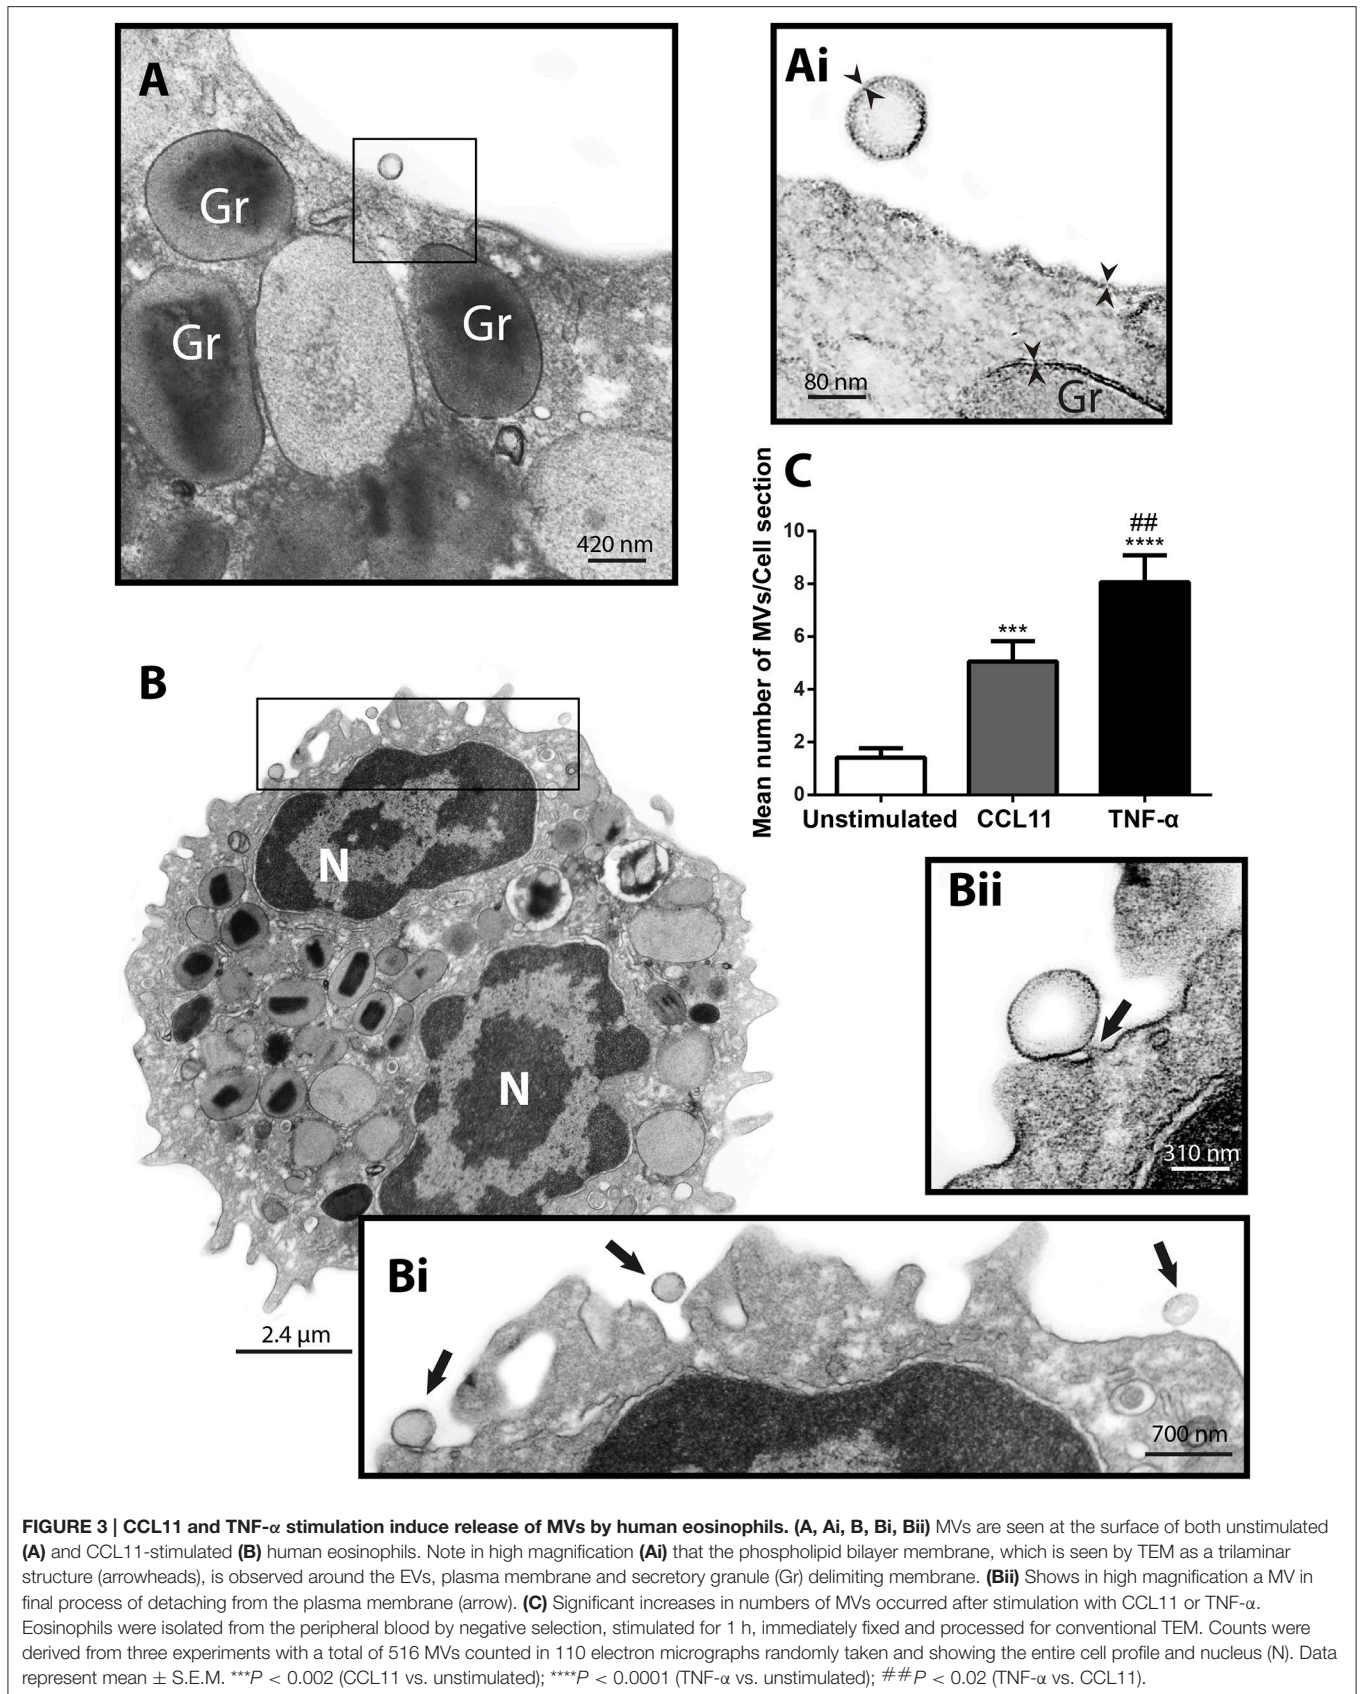 A
Gr
Gr
Gr
420 nm
Ai
Gr
80 nm
C
Mean number of MVs/Cell section
10
8
6
4
2
0
***
##
****
Unstimulated CCL11 TNF-α
B
N
N
2.4 µm
Bii
310 nm
Bi
700 nm
FIGURE 3 | CCL11 and TNF-α stimulation induce release of MVs by human eosinophils. (A, Ai, B, Bi, Bii) MVs are seen at the surface of both unstimulated
(A) and CCL11-stimulated (B) human eosinophils. Note in high magnification (Ai) that the phospholipid bilayer membrane, which is seen by TEM as a trilaminar
structure (arrowheads), is observed around the EVs, plasma membrane and secretory granule (Gr) delimiting membrane. (Bii) Shows in high magnification a MV in
final process of detaching from the plasma membrane (arrow). (C) Significant increases in numbers of MVs occurred after stimulation with CCL11 or TNF-α.
Eosinophils were isolated from the peripheral blood by negative selection, stimulated for 1 h, immediately fixed and processed for conventional TEM. Counts were
derived from three experiments with a total of 516 MVs counted in 110 electron micrographs randomly taken and showing the entire cell profile and nucleus (N). Data
represent mean ± S.E.M. ***P < 0.002 (CCL11 vs. unstimulated); ****P < 0.0001 (TNF-α vs. unstimulated); ##P < 0.02 (TNF-α vs. CCL11).